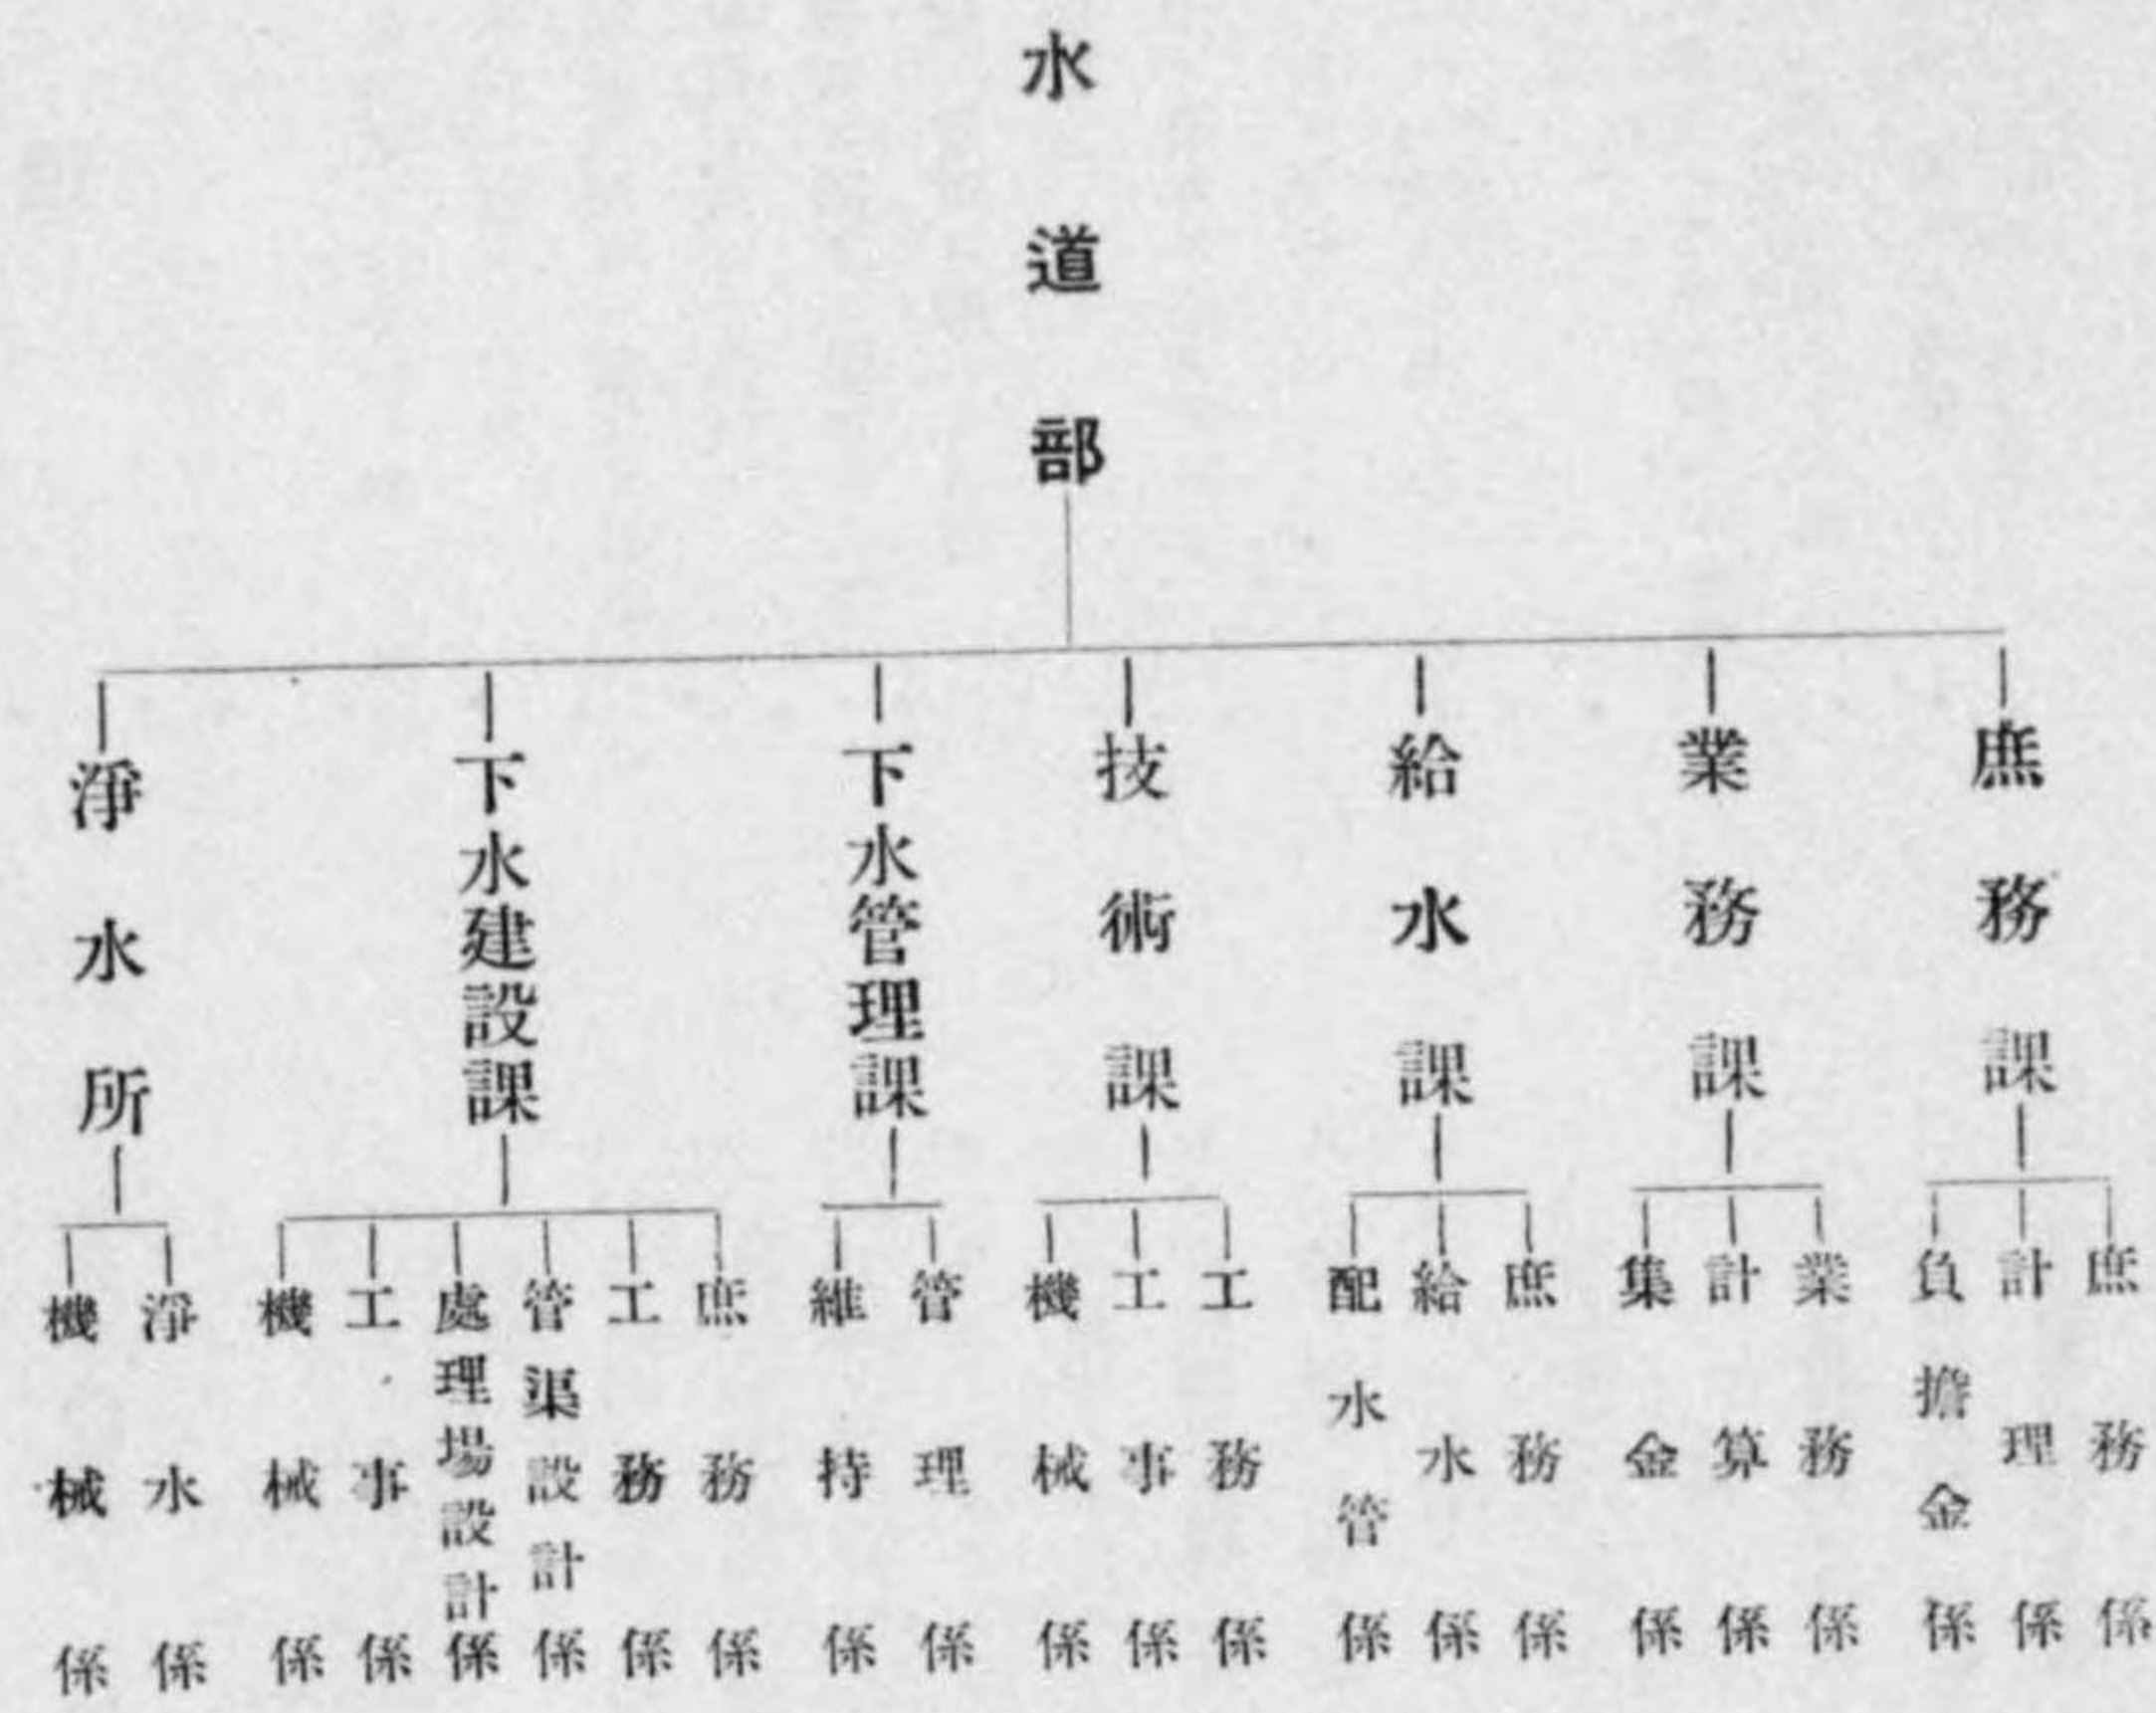 水道部
庶務課
業務課
給水課
技術課
下水管理課
下水建設課
淨水所
庶務係
計理係
負擔金係
業務係
計算係
集金係
庶務係
給水係
配水管係
工務係
工事係
機械係
管理係
維持係
庶務係
工務係
管渠設計係
處理場設計係
工事係
機械係
淨水係
機械係